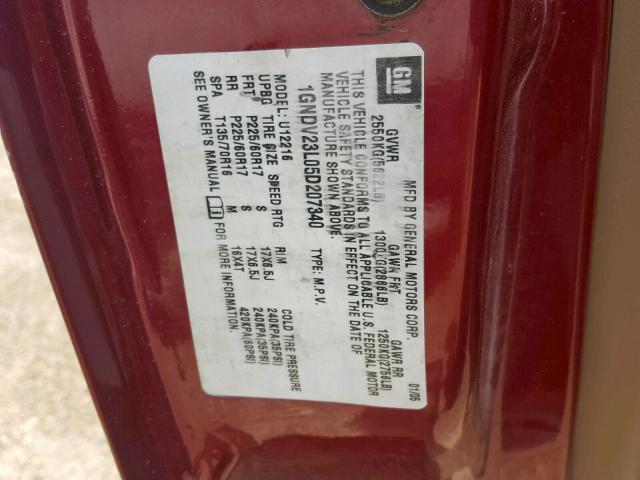 GM
MFD BY GENERAL MOTORS CORP. 01/05
GVWR GAWR FRT GAWR RR
2550KG(5622LB) 1300KG(2866LB) 1250KG(2756LB)
THIS VEHICLE CONFORMS TO ALL APPLICABLE U.S. FEDERAL MOTOR
VEHICLE SAFETY STANDARDS IN EFFECT ON THE DATE OF
MANUFACTURE SHOWN ABOVE.
1GNDV23L05D207340 TYPE: M.P.V.
MODEL: U12216
UPBG TIRE SIZE SPEED RTG RIM COLD TIRE PRESSURE
FRT P225/60R17 S 17X6.5J 240KPA(35PSI)
RR P225/60R17 S 17X6.5J 240KPA(35PSI)
SPA T135/70R16 M 16X4T 420KPA(60PSI)
SEE OWNER'S MANUAL FOR MORE INFORMATION.